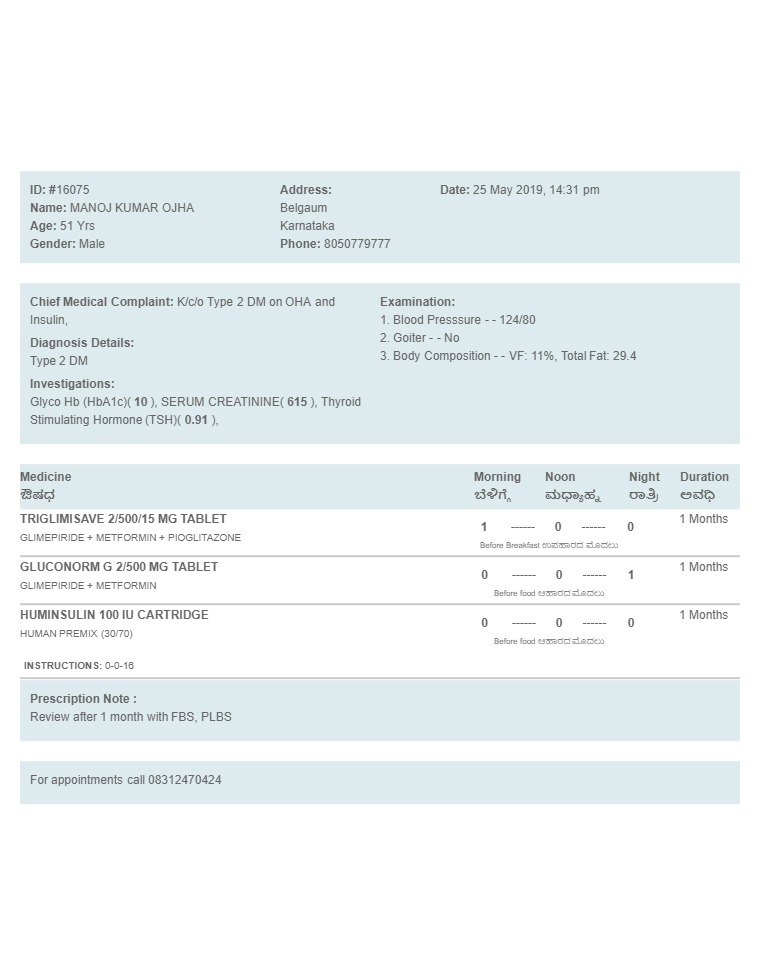 ID: #16075
Name: MANOJ KUMAR OJHA
Age: 51 Yrs
Gender: Male
Address:
Belgaum
Karnataka
Phone: 8050779777
Date: 25 May 2019, 14:31 pm
Chief Medical Complaint: K/c/o Type 2 DM on OHA and
Insulin,
Diagnosis Details:
Type 2 DM
Investigations:
Glyco Hb (HbA1c)( 10 ), SERUM CREATININE( 615 ), Thyroid
Stimulating Hormone (TSH)( 0.91 ),
Examination:
1. Blood Presssure - - 124/80
2. Goiter - - No
3. Body Composition - - VF: 11%, Total Fat: 29.4
Medicine Morning Noon Night Duration
ಔಷಧ ಬೆಳಿಗ್ಗೆ ಮಧ್ಯಾಹ್ನ ರಾತ್ರಿ ಅವಧಿ
TRIGLIMISAVE 2/500/15 MG TABLET 1 ------ 0 ------ 0 1 Months
GLIMEPIRIDE + METFORMIN + PIOGLITAZONE Before Breakfast ಉಪಹಾರದ ಮೊದಲು
GLUCONORM G 2/500 MG TABLET 0 ------ 0 ------ 1 1 Months
GLIMEPIRIDE + METFORMIN Before food ಆಹಾರದ ಮೊದಲು
HUMINSULIN 100 IU CARTRIDGE 0 ------ 0 ------ 0 1 Months
HUMAN PREMIX (30/70) Before food ಆಹಾರದ ಮೊದಲು
INSTRUCTIONS: 0-0-16
Prescription Note :
Review after 1 month with FBS, PLBS
For appointments call 08312470424